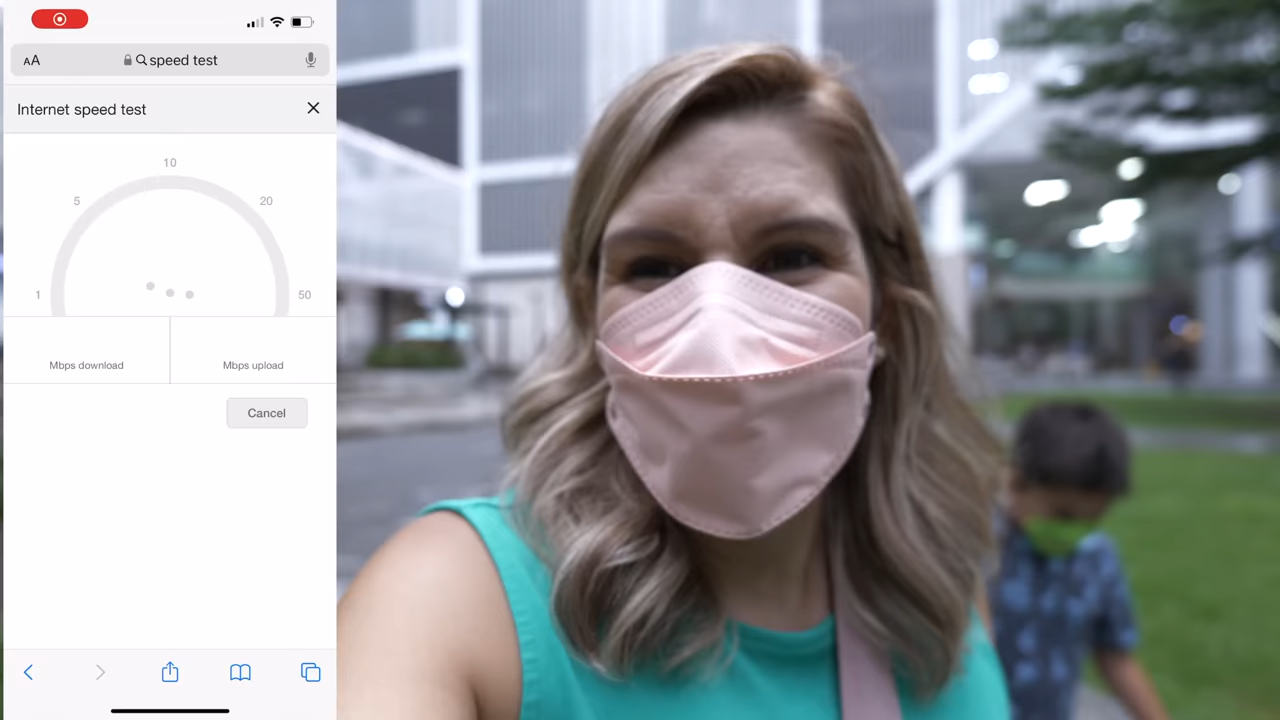 AA speed test
Internet speed test
10
5 20
1 50
Mbps download Mbps upload
Cancel